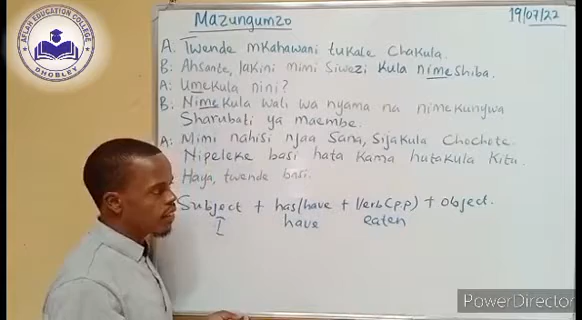 AFLAH EDUCATION COLLEGE
DHOBLEY
Mazungumzo
19/07/22
A: Twende mkahawani tukale Chakula.
B: Ahsante, lakini mimi siwezi kula nimeshiba.
A: Umekula nini?
B: Nimekula wali wa nyama na nimekunywa
Sharubati ya maembe.
A: Mimi nahisi njaa Sana, Sijakula Chochote.
Nipeleke basi hata kama hutakula Kitu.
Haya, twende basi.
Subject + has/have + Verb(pp) + object.
I have eaten
PowerDirector